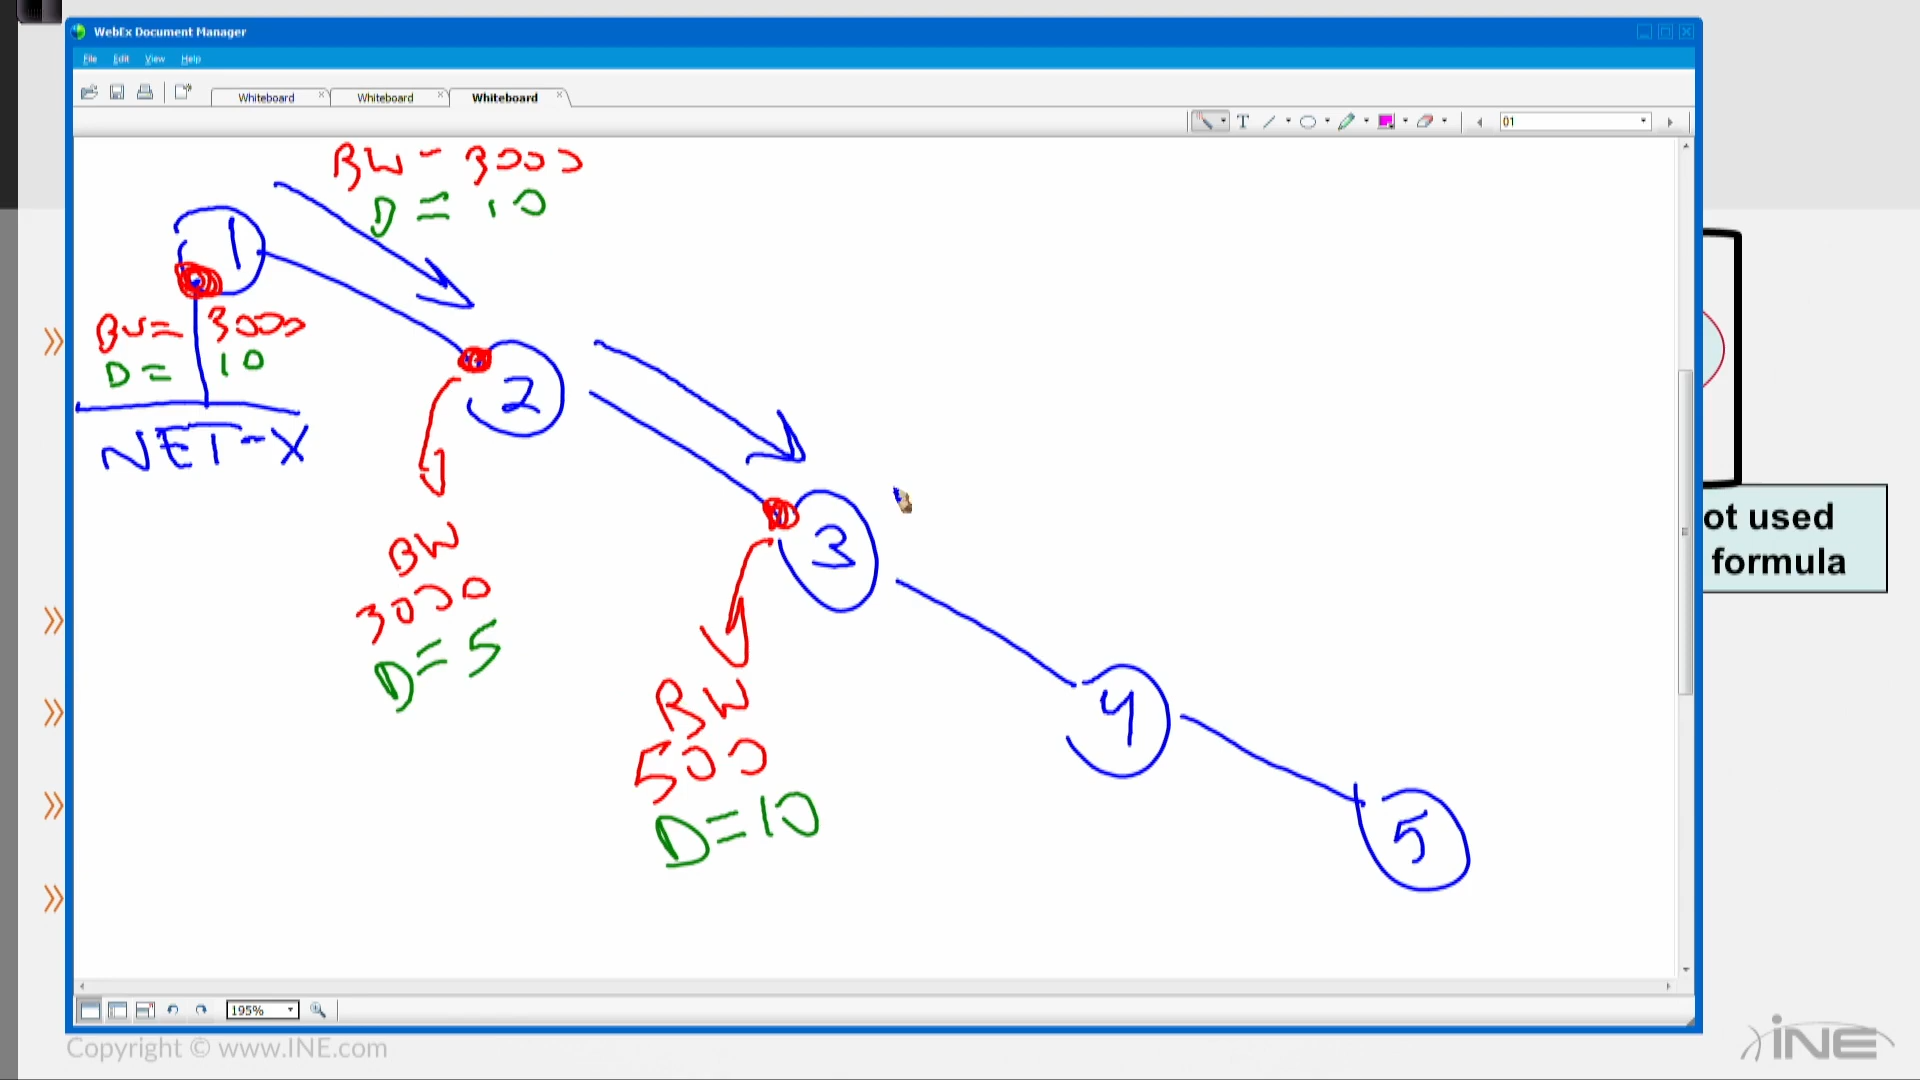 WebEx Document Manager
File Edit View Help
Whiteboard Whiteboard Whiteboard
T 01
BW - 3000
D = 10
1
BW = 3000
D = 10
NET-X
2
BW
3000
D = 5
3
BW
500
D = 10
4
5
ot used
formula
195%
Copyright © www.INE.com
iNE